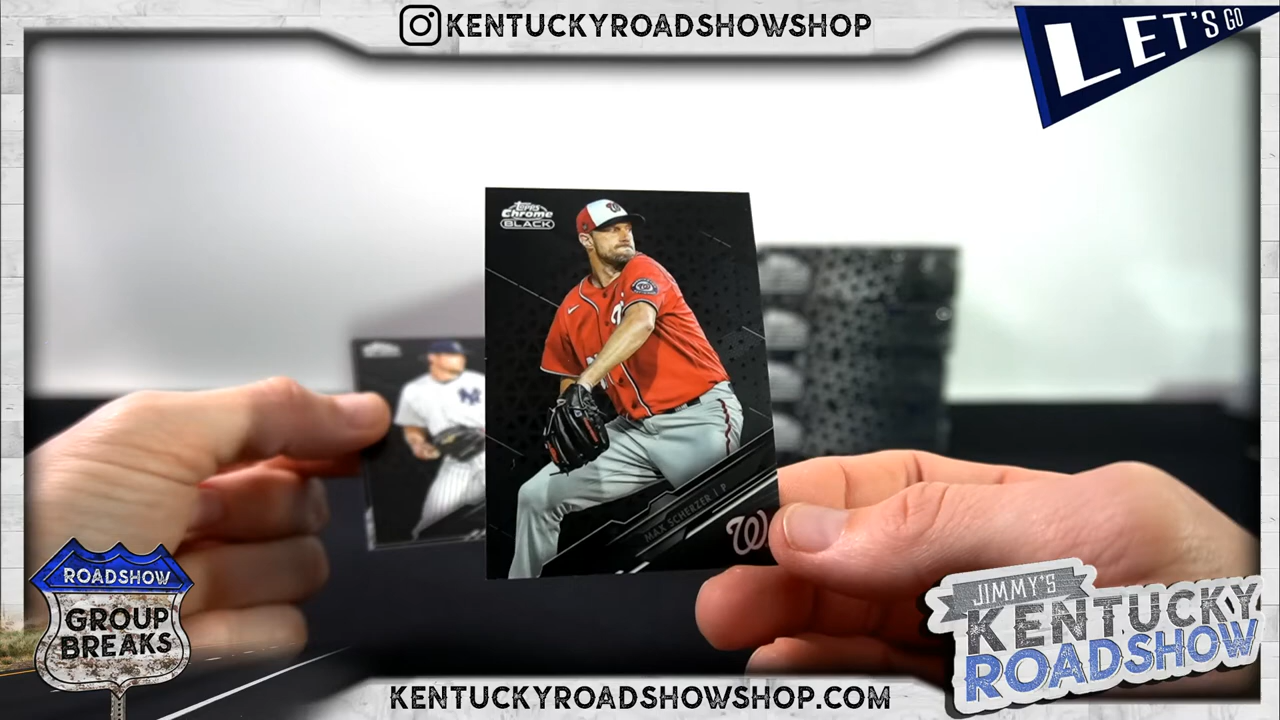 KENTUCKYROADSHOWSHOP
LET'S GO
TOPPS
Chrome
BLACK
W
MAX SCHERZER | P
W
ROADSHOW
GROUP
BREAKS
JIMMY'S
KENTUCKY
ROADSHOW
KENTUCKYROADSHOWSHOP.COM